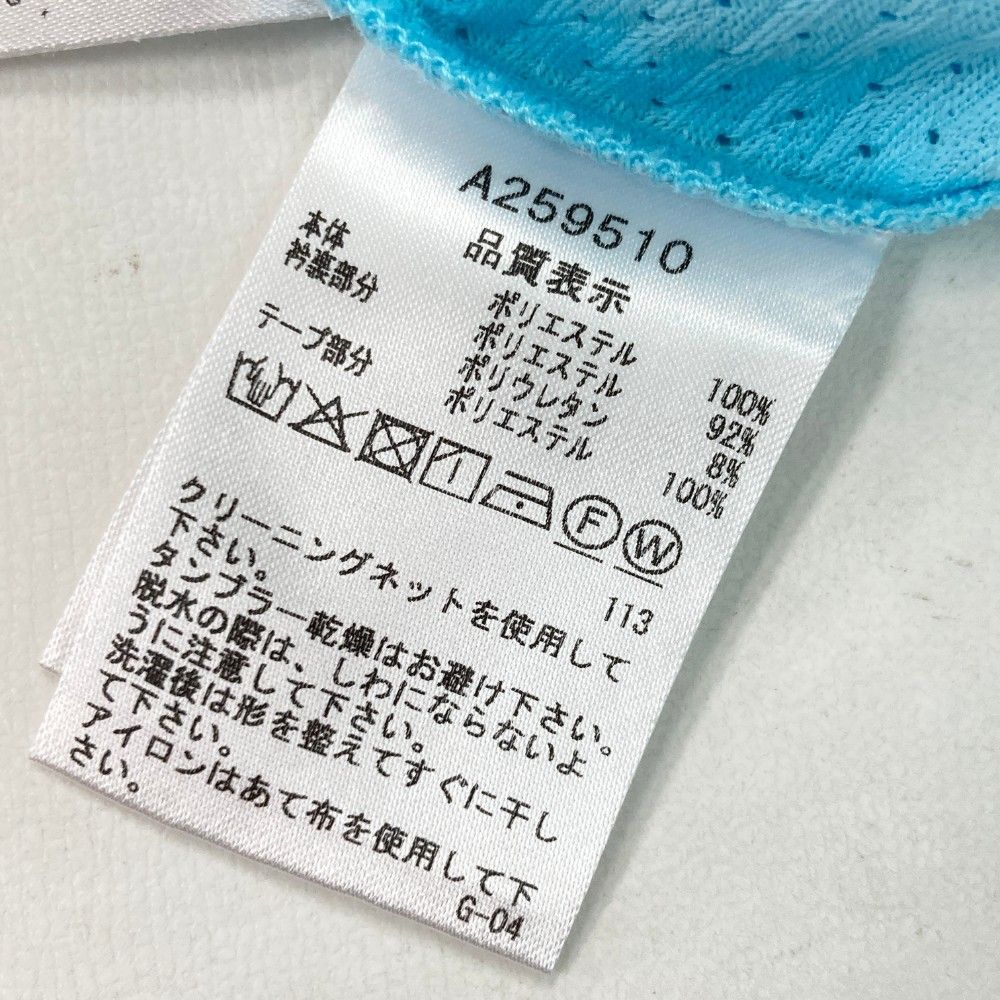 A259510
品質表示
本体 ポリエステル 100%
衿裏部分 ポリエステル 92%
ポリウレタン 8%
テープ部分 ポリエステル 100%
F W
113
クリーニングネットを使用して
下さい。
タンブラー乾燥はお避け下さい。
脱水の際は、しわにならないよ
うに注意して下さい。
洗濯後は形を整えてすぐに干し
て下さい。
アイロンはあて布を使用して下
さい。
G-04